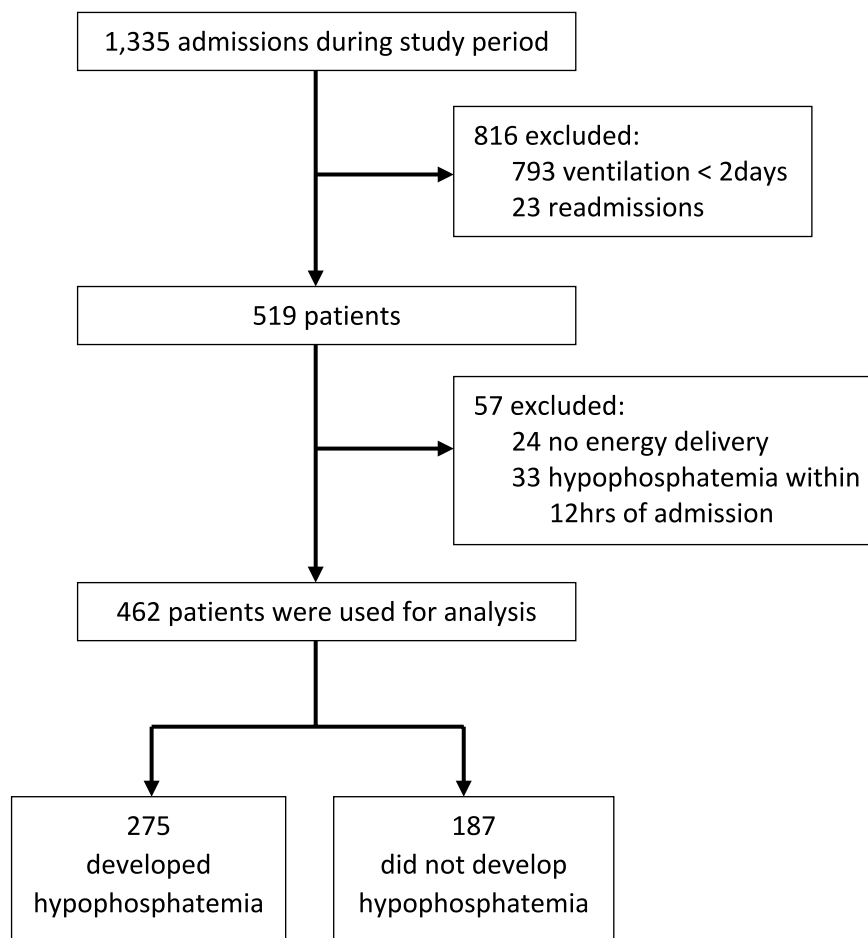 1,335 admissions during study period
816 excluded:
793 ventilation < 2days
23 readmissions
519 patients
57 excluded:
24 no energy delivery
33 hypophosphatemia within
12hrs of admission
462 patients were used for analysis
275
developed
hypophosphatemia
187
did not develop
hypophosphatemia